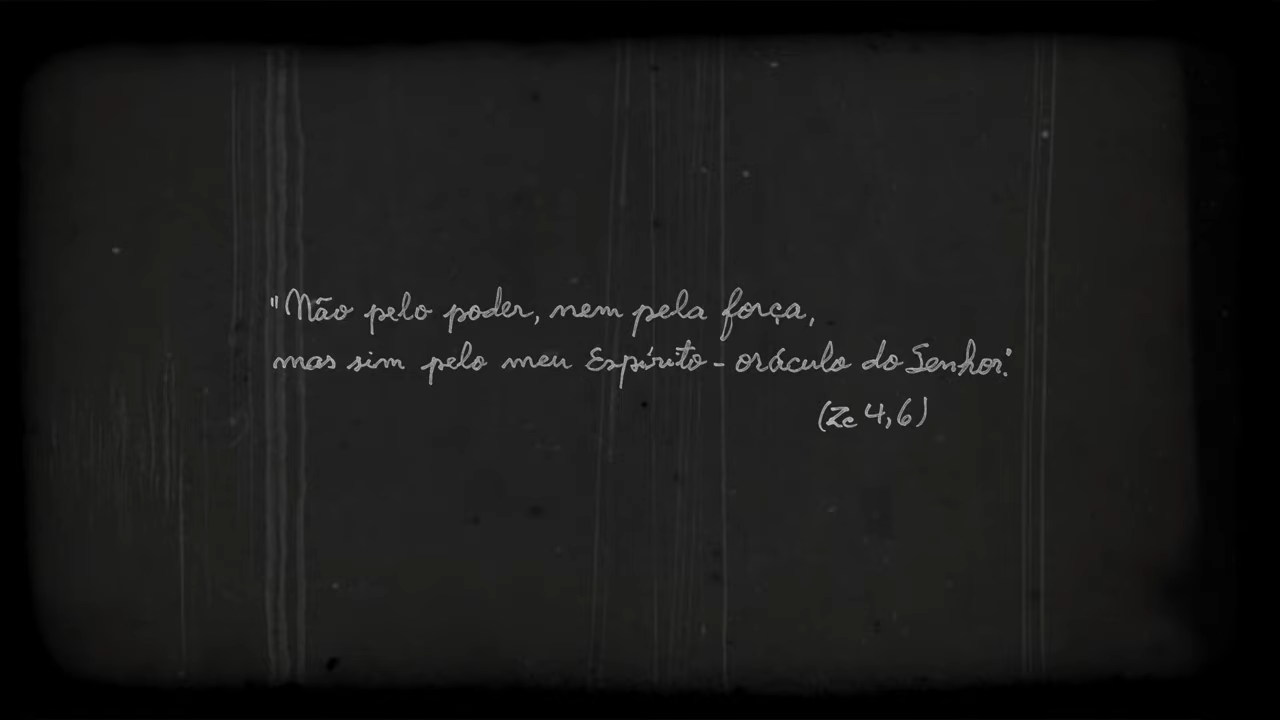 "Não pelo poder, nem pela força,
mas sim pelo meu Espírito - oráculo do Senhor."
(Zc 4,6)